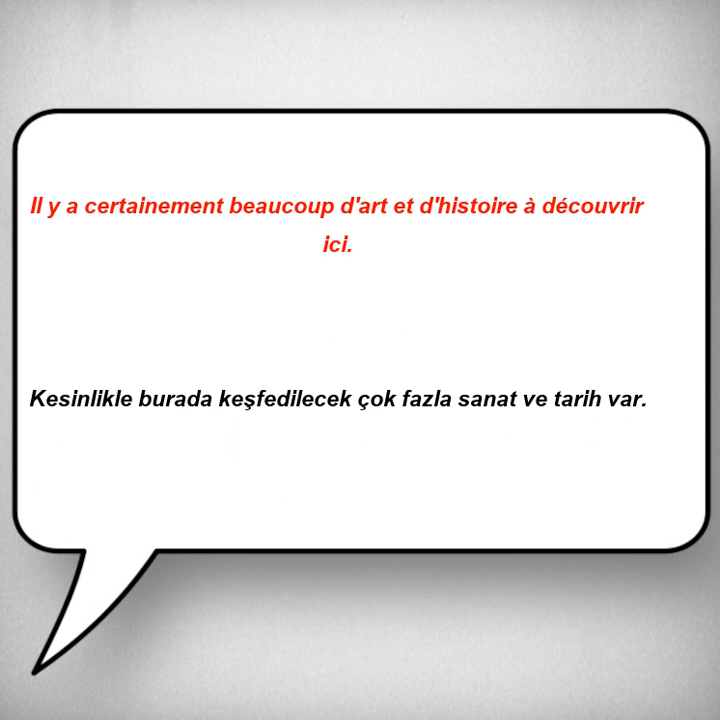 Il y a certainement beaucoup d'art et d'histoire à découvrir
ici.
Kesinlikle burada keşfedilecek çok fazla sanat ve tarih var.